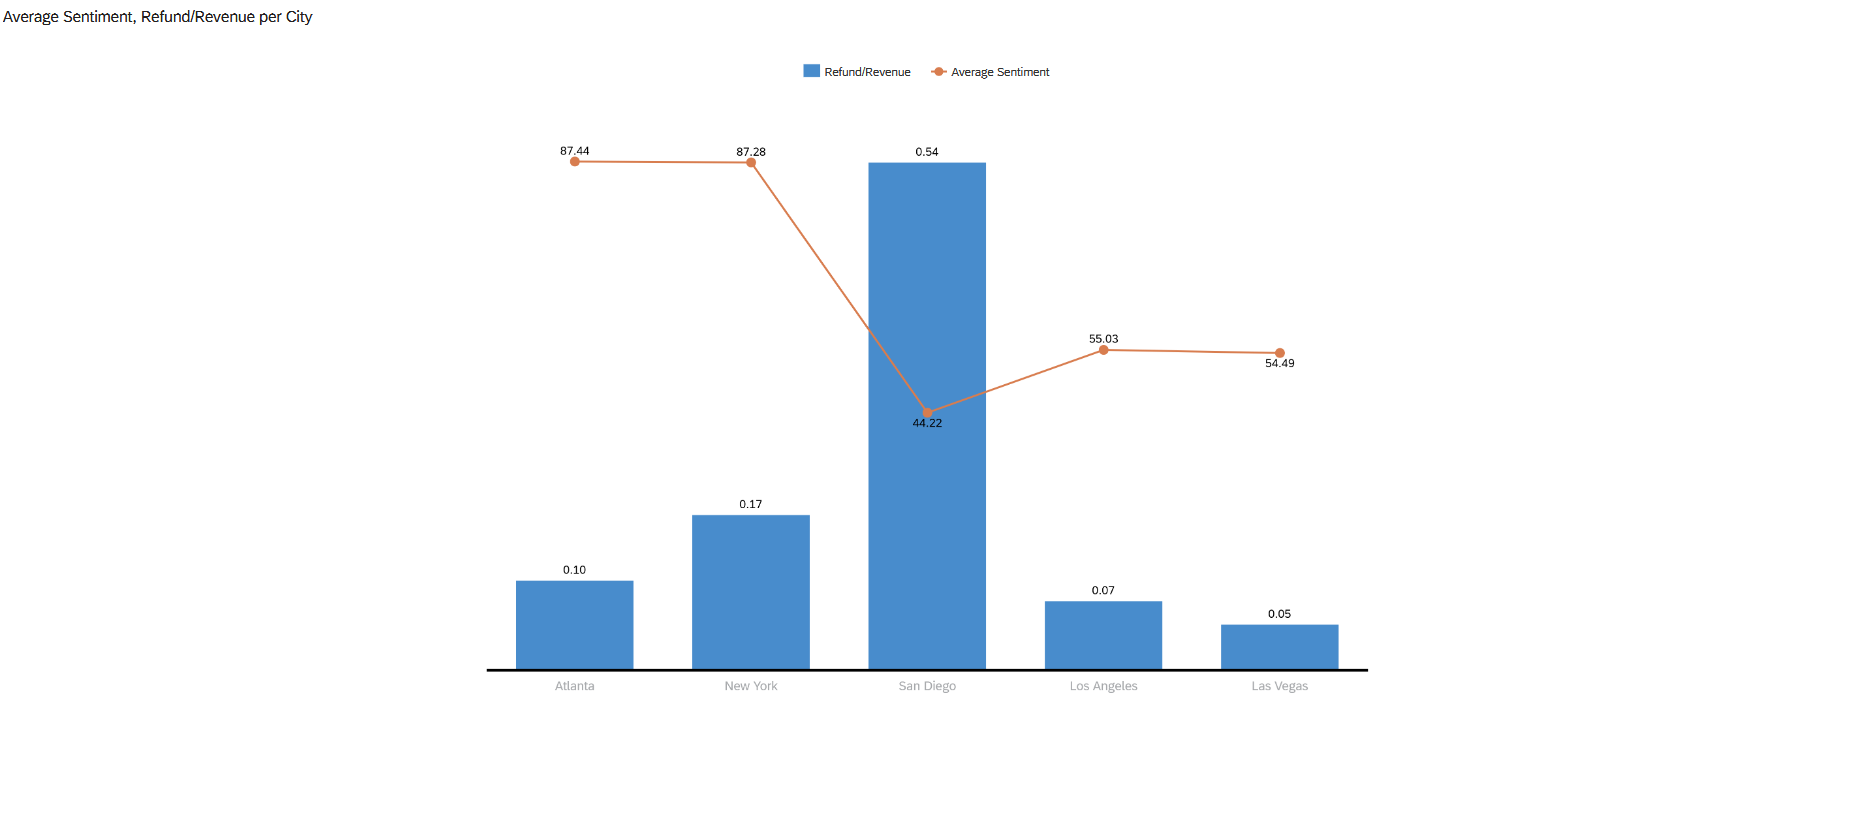 Average Sentiment, Refund/Revenue per City
Refund/Revenue Average Sentiment
87.44 87.28 0.54
55.03
54.49
44.22
0.17
0.10
0.07
0.05
Atlanta New York San Diego Los Angeles Las Vegas